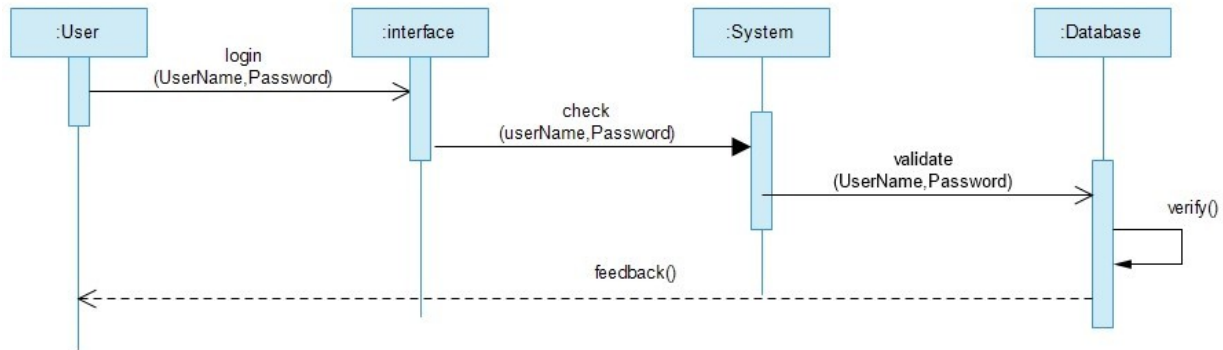 :User
:interface
:System
:Database
login
(UserName,Password)
check
(userName,Password)
validate
(UserName,Password)
verify()
feedback()